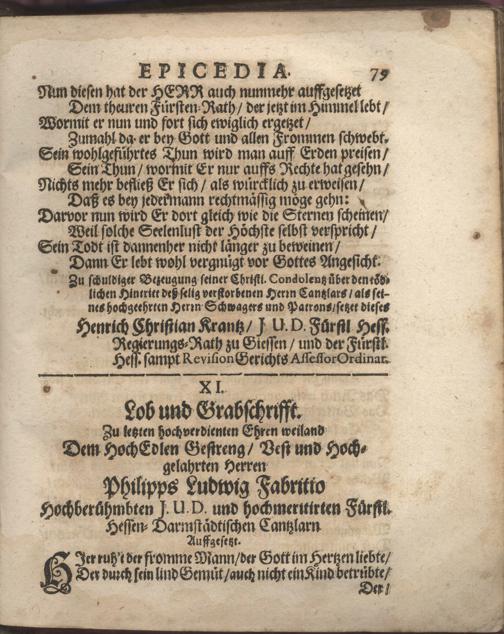 EPICEDIA. 79
Nun diesen hat der HERR auch nunmehr auffgesetzet
Dem theuren Fürsten-Rath / der jetzt im Himmel lebt /
Wormit er nun und fort sich ewiglich ergetzet /
Zumahl da er bey Gott und allen Frommen schwebt.
Sein wohlgeführtes Thun wird man auff Erden preisen /
Sein Thun / wormit Er nur auffs Rechte hat gesehn /
Nichts mehr befließ Er sich / als würcklich zu erweisen /
Daß es bey jedermann rechtmässig möge gehn:
Darvor nun wird Er dort gleich wie die Sternen scheinen /
Weil solche Seelenlust der Höchste selbst verspricht /
Sein Todt ist dannenher nicht länger zu beweinen /
Dann Er lebt wohl vergnügt vor Gottes Angesicht.
Zu schuldiger Bezeugung seiner Christl. Condolentz über den töd-
lichen Hintriet deß selig verstorbenen Herrn Cantzlars / als sei-
nes hochgeehrten Herrn Schwagers und Patrons / setzet dieses
Henrich Christian Krantz / J. U. D. Fürstl. Hess.
Regierungs-Rath zu Giessen / und der Fürstl.
Hess. sampt Revision Gerichts Assessor Ordinar.
XI.
Lob und Grabschrifft.
Zu letzten hochverdienten Ehren weiland
Dem HochEdlen Gestreng / Vest und Hoch-
gelahrten Herren
Philipps Ludwig Fabritio
Hochberühmbten J. U. D. und hochmeritirten Fürstl.
Hessen-Darmstädtischen Cantzlarn
Auffgesetzt.
HIer ruh't der fromme Mann / der Gott im Hertzen liebte /
Der durch sein lind Gemüt / auch nicht ein Kind betrübte /
Der /